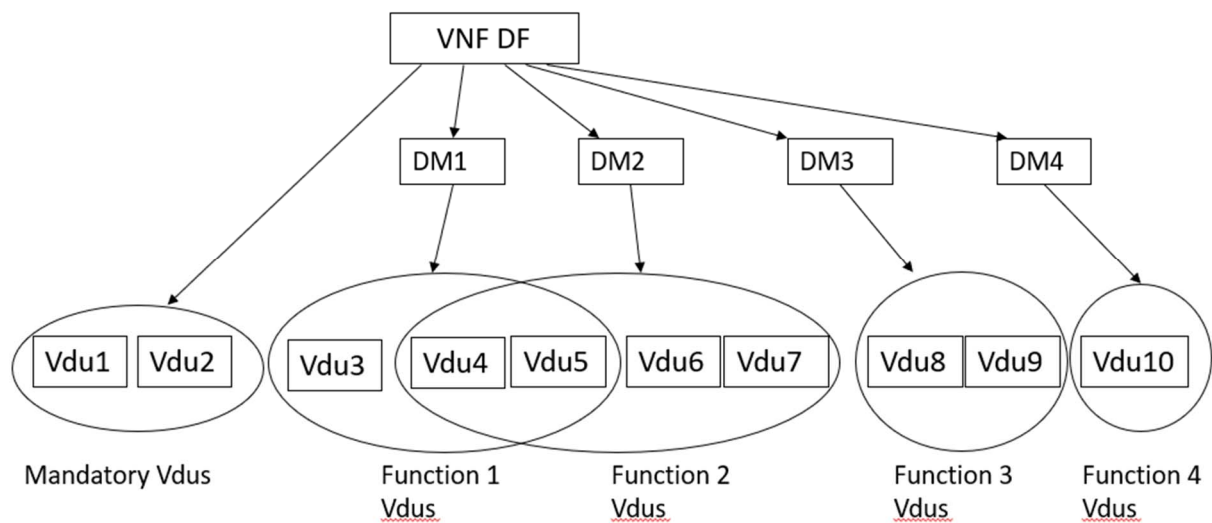 VNF DF
DM1
DM2
DM3
DM4
Vdu1
Vdu2
Vdu3
Vdu4
Vdu5
Vdu6
Vdu7
Vdu8
Vdu9
Vdu10
Mandatory Vdus
Function 1
Vdus
Function 2
Vdus
Function 3
Vdus
Function 4
Vdus